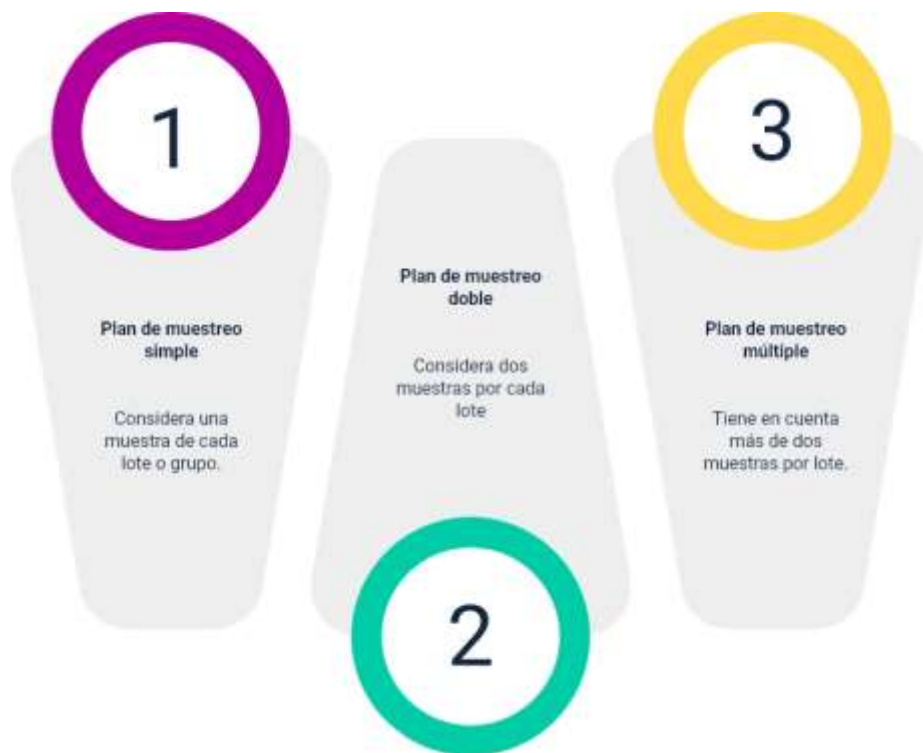 1
Plan de muestreo
simple
Considera una
muestra de cada
lote o grupo.
Plan de muestreo
doble
Considera dos
muestras por cada
lote
2
3
Plan de muestreo
múltiple
Tiene en cuenta
más de dos
muestras por lote.